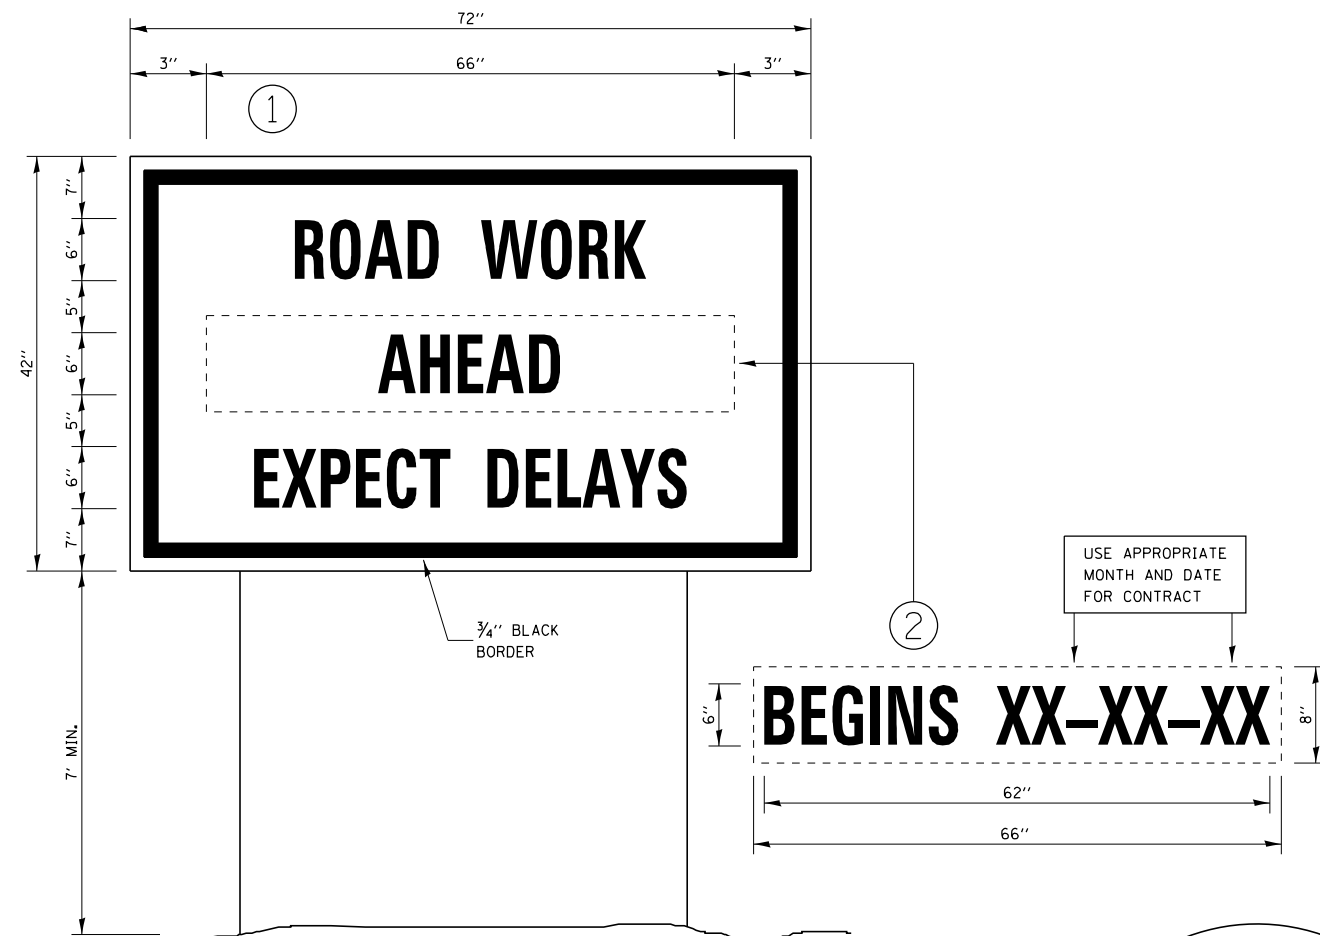 72''
3'' 66'' 3''
1
7''
6''
5''
6''
5''
6''
7''
42''
ROAD WORK
AHEAD
EXPECT DELAYS
3/4'' BLACK
BORDER
7' MIN.
2
USE APPROPRIATE
MONTH AND DATE
FOR CONTRACT
BEGINS XX-XX-XX
6''
8''
62''
66''